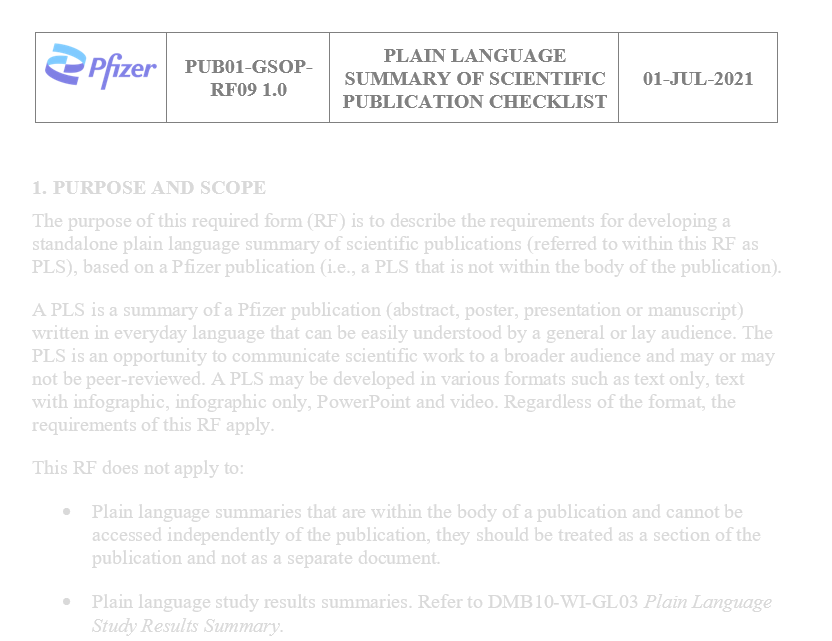 Pfizer
PUB01-GSOP-
RF09 1.0
PLAIN LANGUAGE
SUMMARY OF SCIENTIFIC
PUBLICATION CHECKLIST
01-JUL-2021
1. PURPOSE AND SCOPE
The purpose of this required form (RF) is to describe the requirements for developing a
standalone plain language summary of scientific publications (referred to within this RF as
PLS), based on a Pfizer publication (i.e., a PLS that is not within the body of the publication).
A PLS is a summary of a Pfizer publication (abstract, poster, presentation or manuscript)
written in everyday language that can be easily understood by a general or lay audience. The
PLS is an opportunity to communicate scientific work to a broader audience and may or may
not be peer-reviewed. A PLS may be developed in various formats such as text only, text
with infographic, infographic only, PowerPoint and video. Regardless of the format, the
requirements of this RF apply.
This RF does not apply to:
• Plain language summaries that are within the body of a publication and cannot be
accessed independently of the publication, they should be treated as a section of the
publication and not as a separate document.
• Plain language study results summaries. Refer to DMB10-WI-GL03 Plain Language
Study Results Summary.